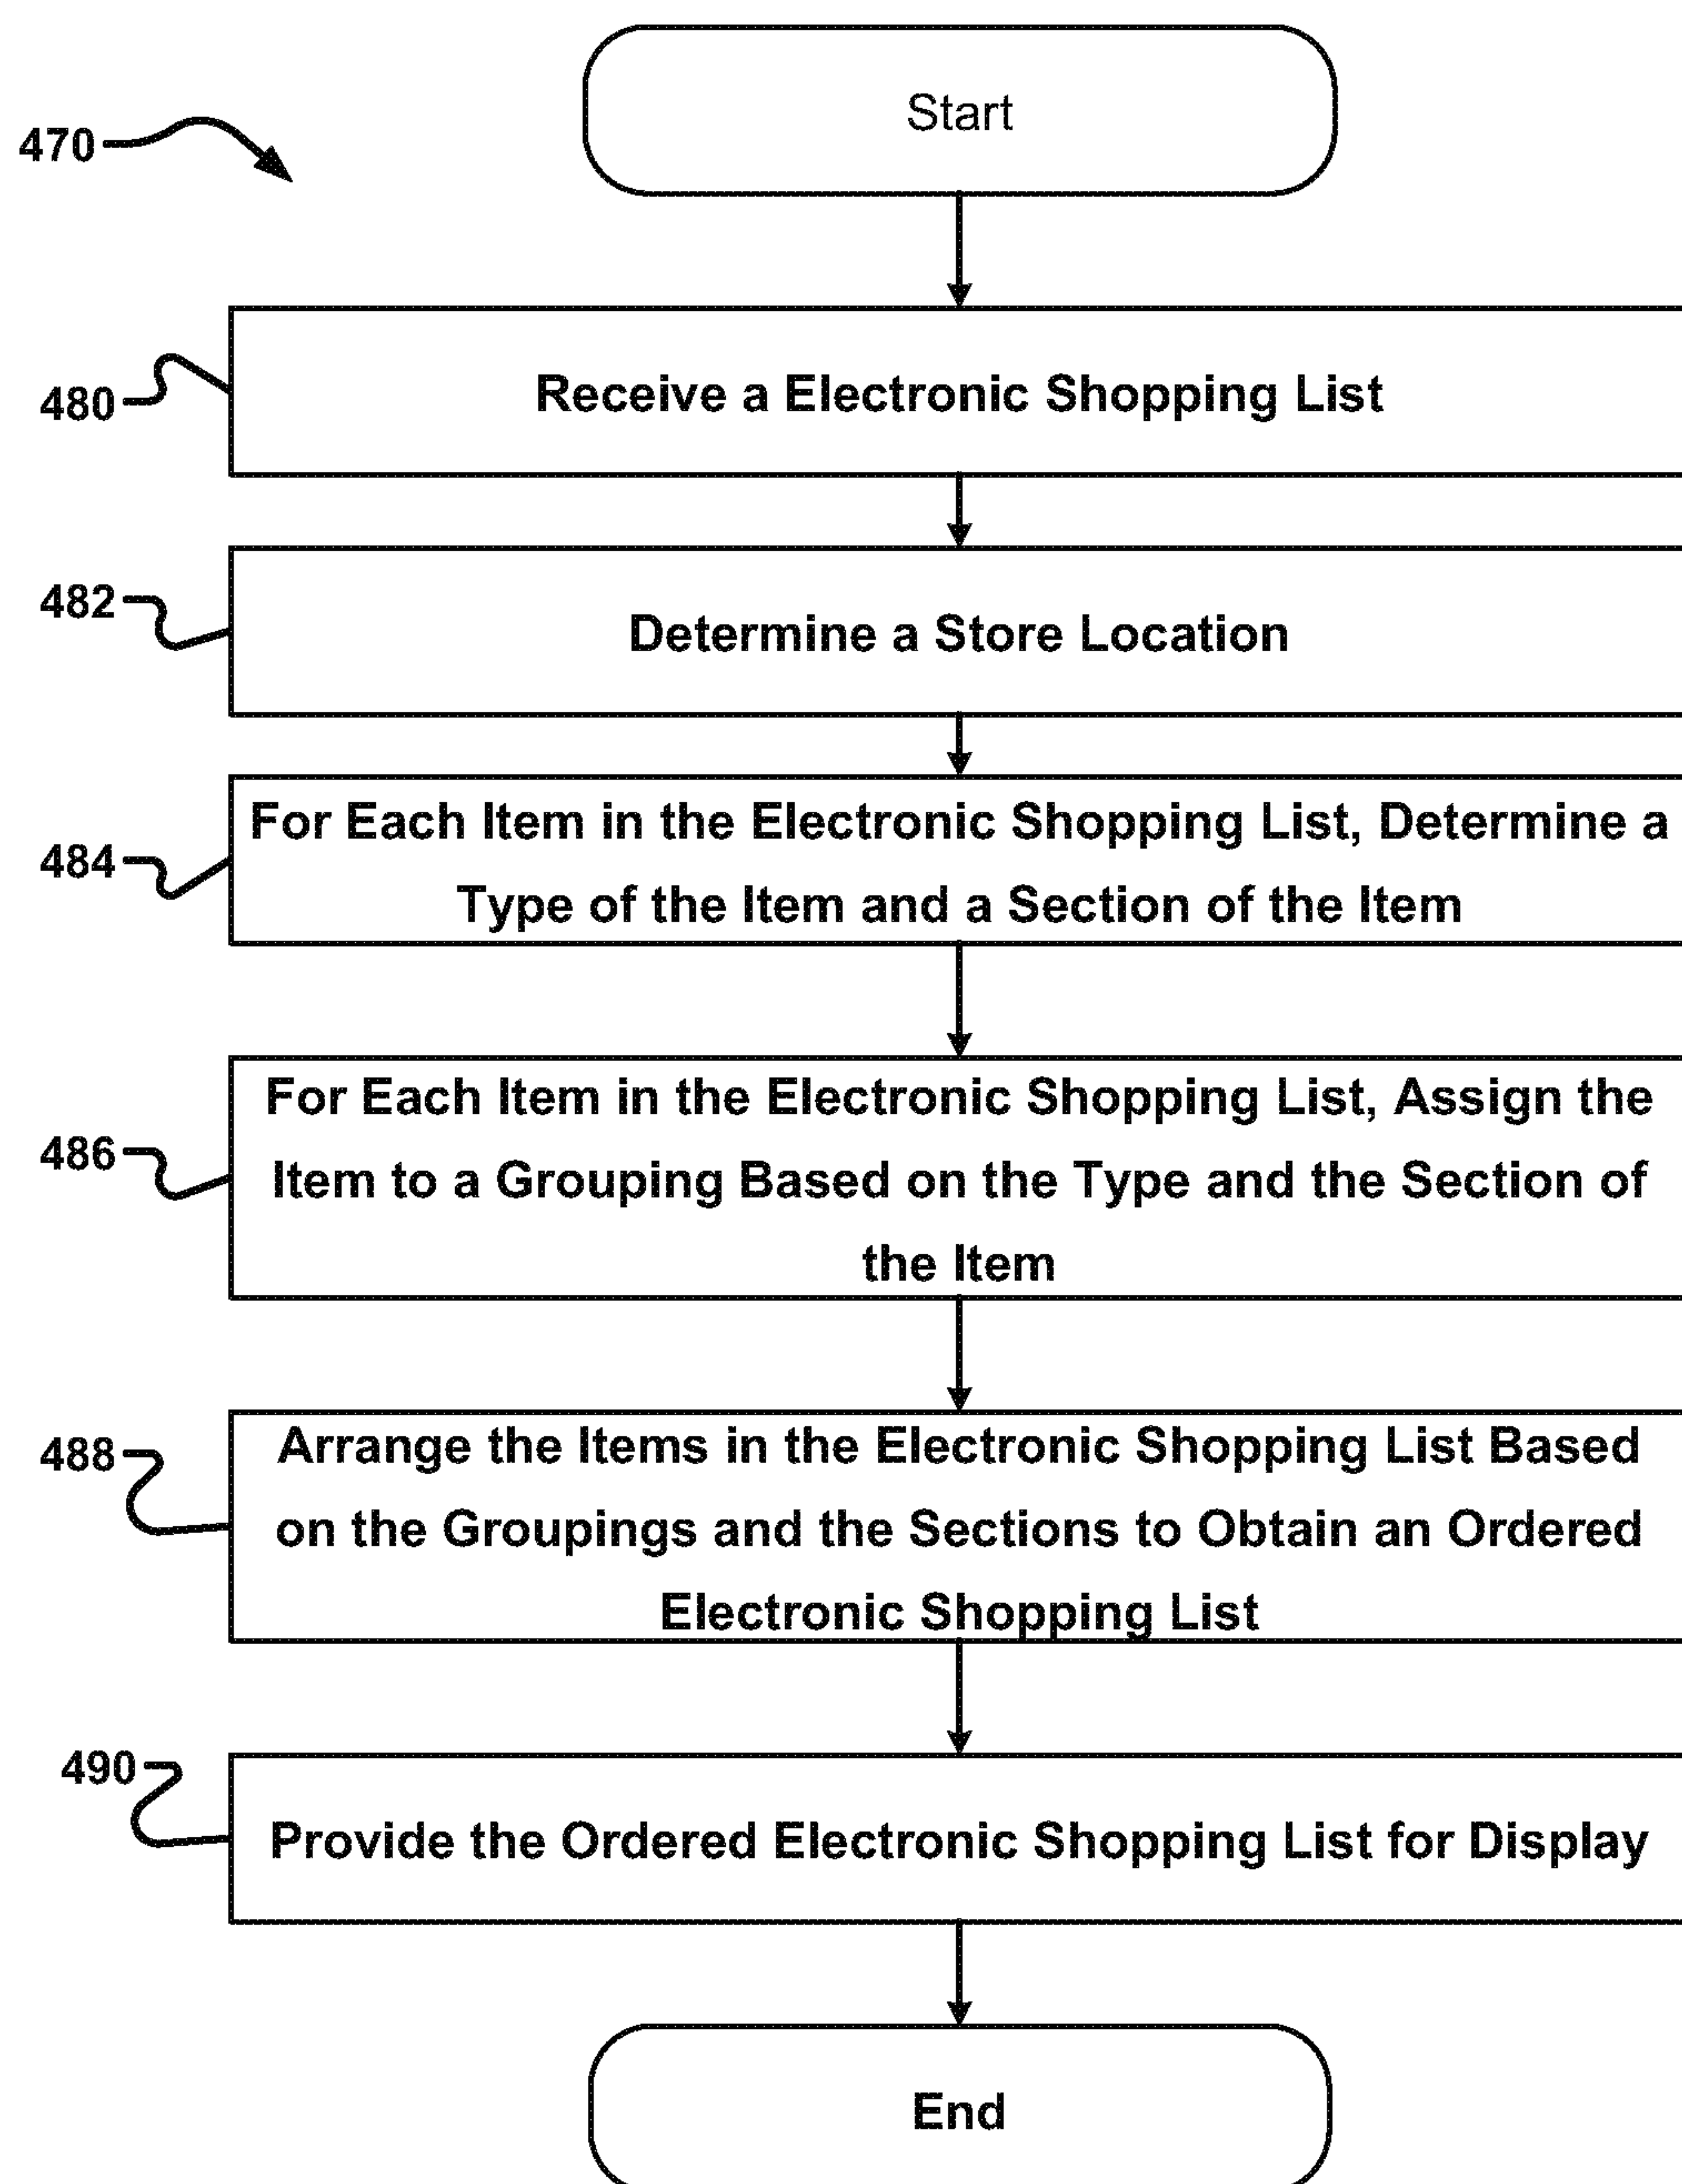 Start
470
Receive a Electronic Shopping List
480
482
Determine a Store Location
For Each Item in the Electronic Shopping List, Determine a
484
Type of the Item and a Section of the Item
For Each Item in the Electronic Shopping List, Assign the
486
Item to a Grouping Based on the Type and the Section of
the Item
488
Arrange the Items in the Electronic Shopping List Based
on the Groupings and the Sections to Obtain an Ordered
Electronic Shopping List
490
Provide the Ordered Electronic Shopping List for Display
End